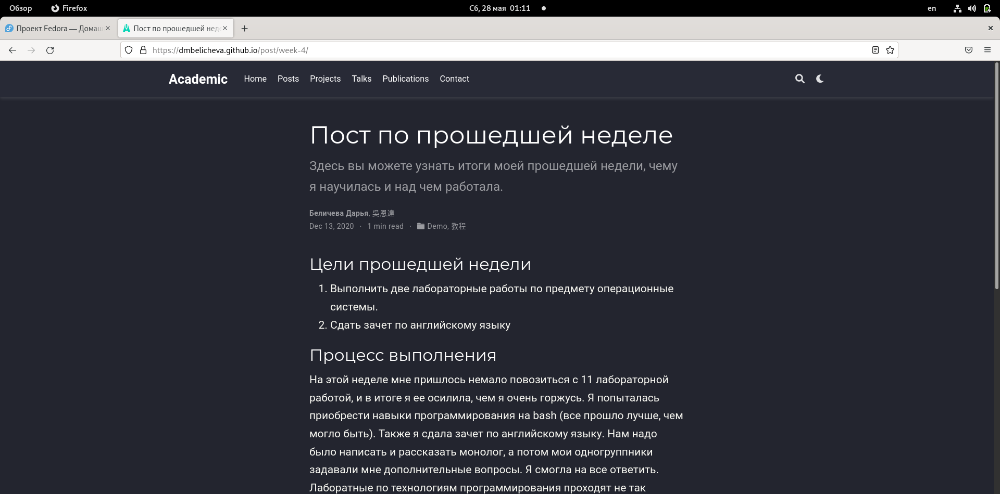 Обзор Firefox Сб, 28 мая 01:11 en
Проект Fedora — Домаш Пост по прошедшей неде
https://dmbelicheva.github.io/post/week-4/
Academic Home Posts Projects Talks Publications Contact
Пост по прошедшей неделе
Здесь вы можете узнать итоги моей прошедшей недели, чему
я научилась и над чем работала.
Беличева Дарья, 吳恩達
Dec 13, 2020 · 1 min read · Demo, 教程
Цели прошедшей недели
1. Выполнить две лабораторные работы по предмету операционные
системы.
2. Сдать зачет по английскому языку
Процесс выполнения
На этой неделе мне пришлось немало повозиться с 11 лабораторной
работой, и в итоге я ее осилила, чем я очень горжусь. Я попыталась
приобрести навыки программирования на bash (все прошло лучше, чем
могло быть). Также я сдала зачет по английскому языку. Нам надо
было написать и рассказать монолог, а потом мои одногруппники
задавали мне дополнительные вопросы. Я смогла на все ответить.
Лаборатные по технологиям программирования проходят не так